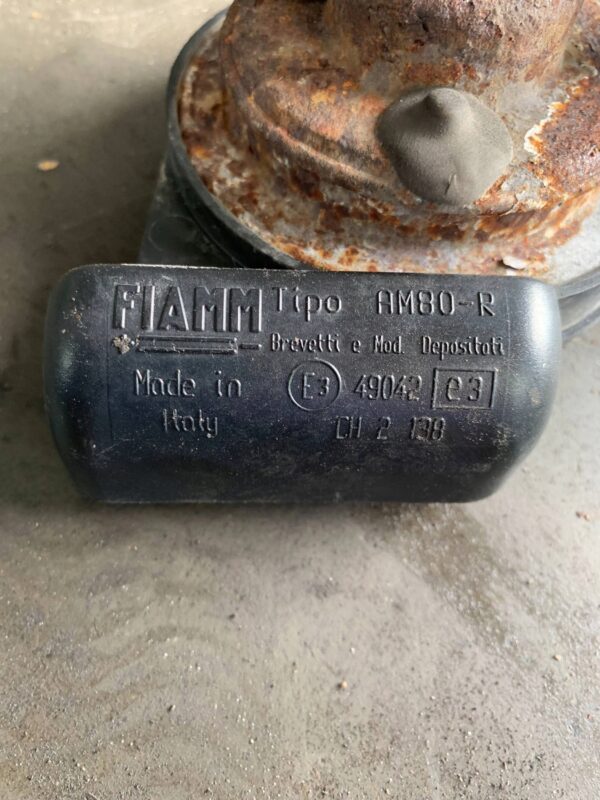 FIAMM Tipo AM80-R
Brevetti e Mod. Depositati
Made in E3 49042 e3
Italy CH 2 138